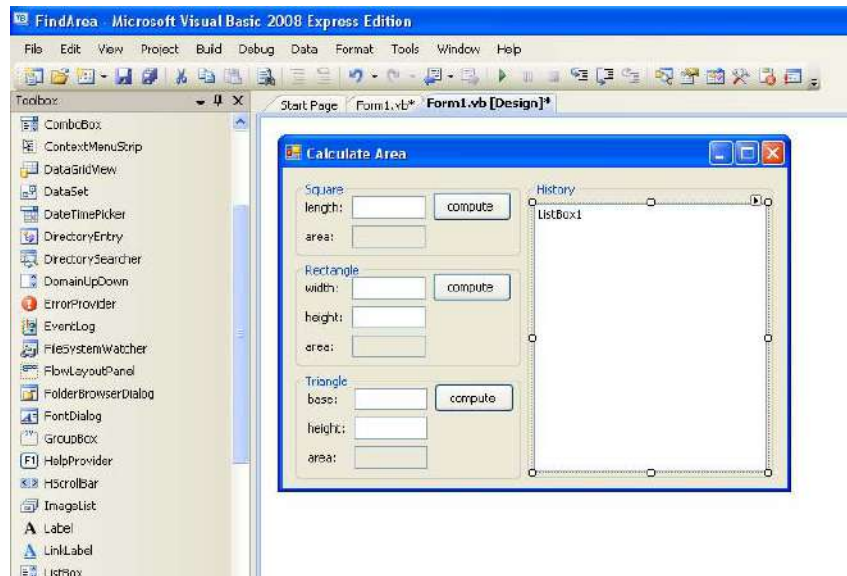 FindArea - Microsoft Visual Basic 2008 Express Edition
File Edit View Project Build Debug Data Format Tools Window Help
Toolbox
Start Page Form1.vb* Form1.vb [Design]*
ComboBox
ContextMenuStrip
DataGridView
DataSet
DateTimePicker
DirectoryEntry
DirectorySearcher
DomainUpDown
ErrorProvider
EventLog
FileSystemWatcher
FlowLayoutPanel
FolderBrowserDialog
FontDialog
GroupBox
HelpProvider
HScrollBar
ImageList
Label
LinkLabel
ListBox
Calculate Area
Square
length:
compute
area:
Rectangle
width:
compute
height:
area:
Triangle
base:
compute
height:
area:
History
ListBox1